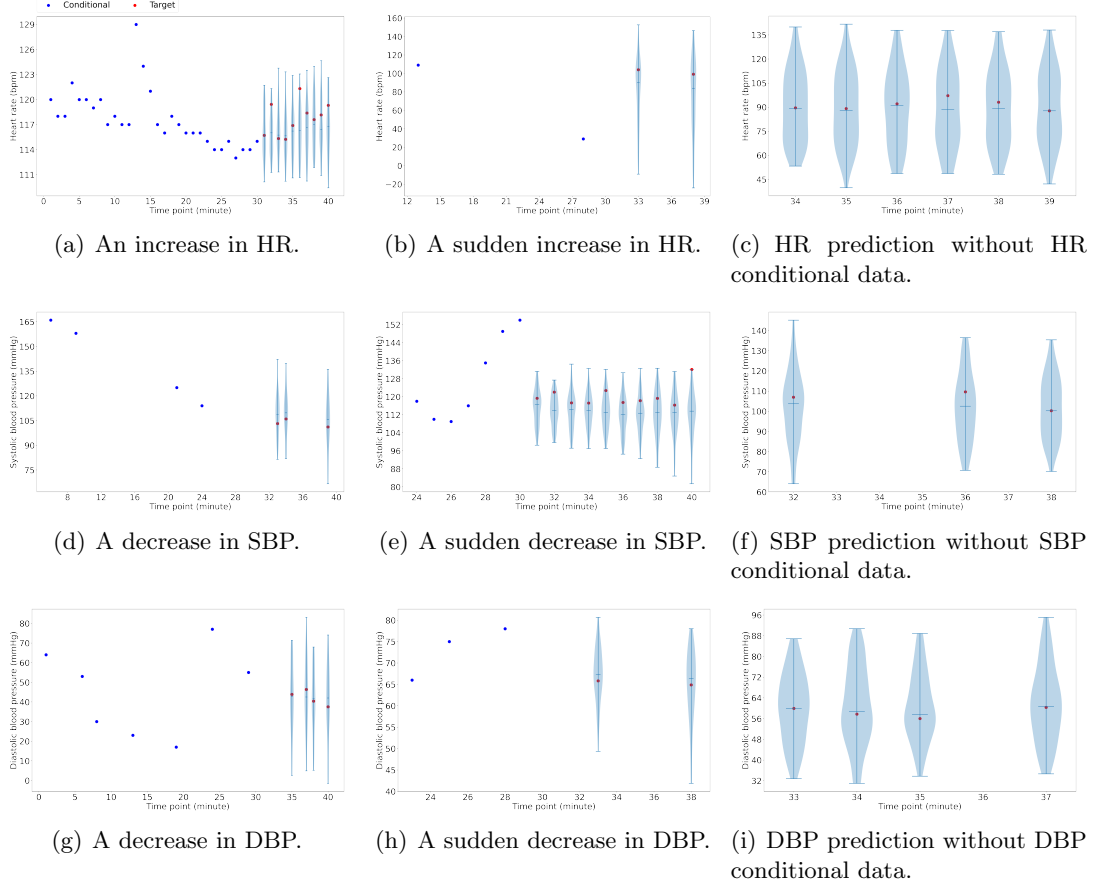 Conditional Target
129
126
123
120
117
114
111
Heart rate (bpm)
1 5 10 15 20 25 30 35 40
Time point (minute)
160
140
120
100
80
60
40
20
0
−20
Heart rate (bpm)
12 15 18 21 24 27 30 33 36 39
Time point (minute)
135
120
105
90
75
60
45
Heart rate (bpm)
34 35 36 37 38 39
Time point (minute)
(a) An increase in HR.
(b) A sudden increase in HR.
(c) HR prediction without HR
conditional data.
165
150
135
120
105
90
75
Systolic blood pressure (mmHg)
8 12 16 20 24 28 32 36 40
Time point (minute)
152
144
136
128
120
112
104
96
88
80
Systolic blood pressure (mmHg)
24 26 28 30 32 34 36 38 40
Time point (minute)
140
130
120
110
100
90
80
70
60
Systolic blood pressure (mmHg)
32 33 34 35 36 37 38
Time point (minute)
(d) A decrease in SBP.
(e) A sudden decrease in SBP.
(f) SBP prediction without SBP
conditional data.
80
70
60
50
40
30
20
10
0
Diastolic blood pressure (mmHg)
0 5 10 15 20 25 30 35 40
Time point (minute)
80
75
70
65
60
55
50
45
40
Diastolic blood pressure (mmHg)
24 26 28 30 32 34 36 38
Time point (minute)
96
88
80
72
64
56
48
40
32
Diastolic blood pressure (mmHg)
33 34 35 36 37
Time point (minute)
(g) A decrease in DBP.
(h) A sudden decrease in DBP.
(i) DBP prediction without DBP
conditional data.